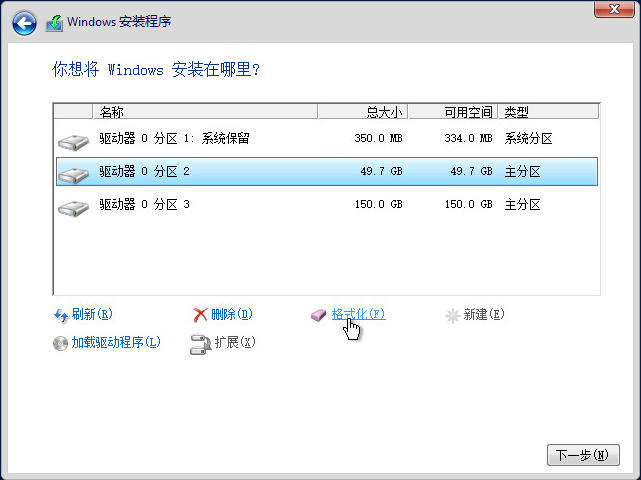 Windows 安装程序
你想将 Windows 安装在哪里?
名称 总大小 可用空间 类型
驱动器 0 分区 1: 系统保留 350.0 MB 334.0 MB 系统分区
驱动器 0 分区 2 49.7 GB 49.7 GB 主分区
驱动器 0 分区 3 150.0 GB 150.0 GB 主分区
刷新(R) 删除(D) 格式化(F) 新建(E)
加载驱动程序(L) 扩展(X)
下一步(N)